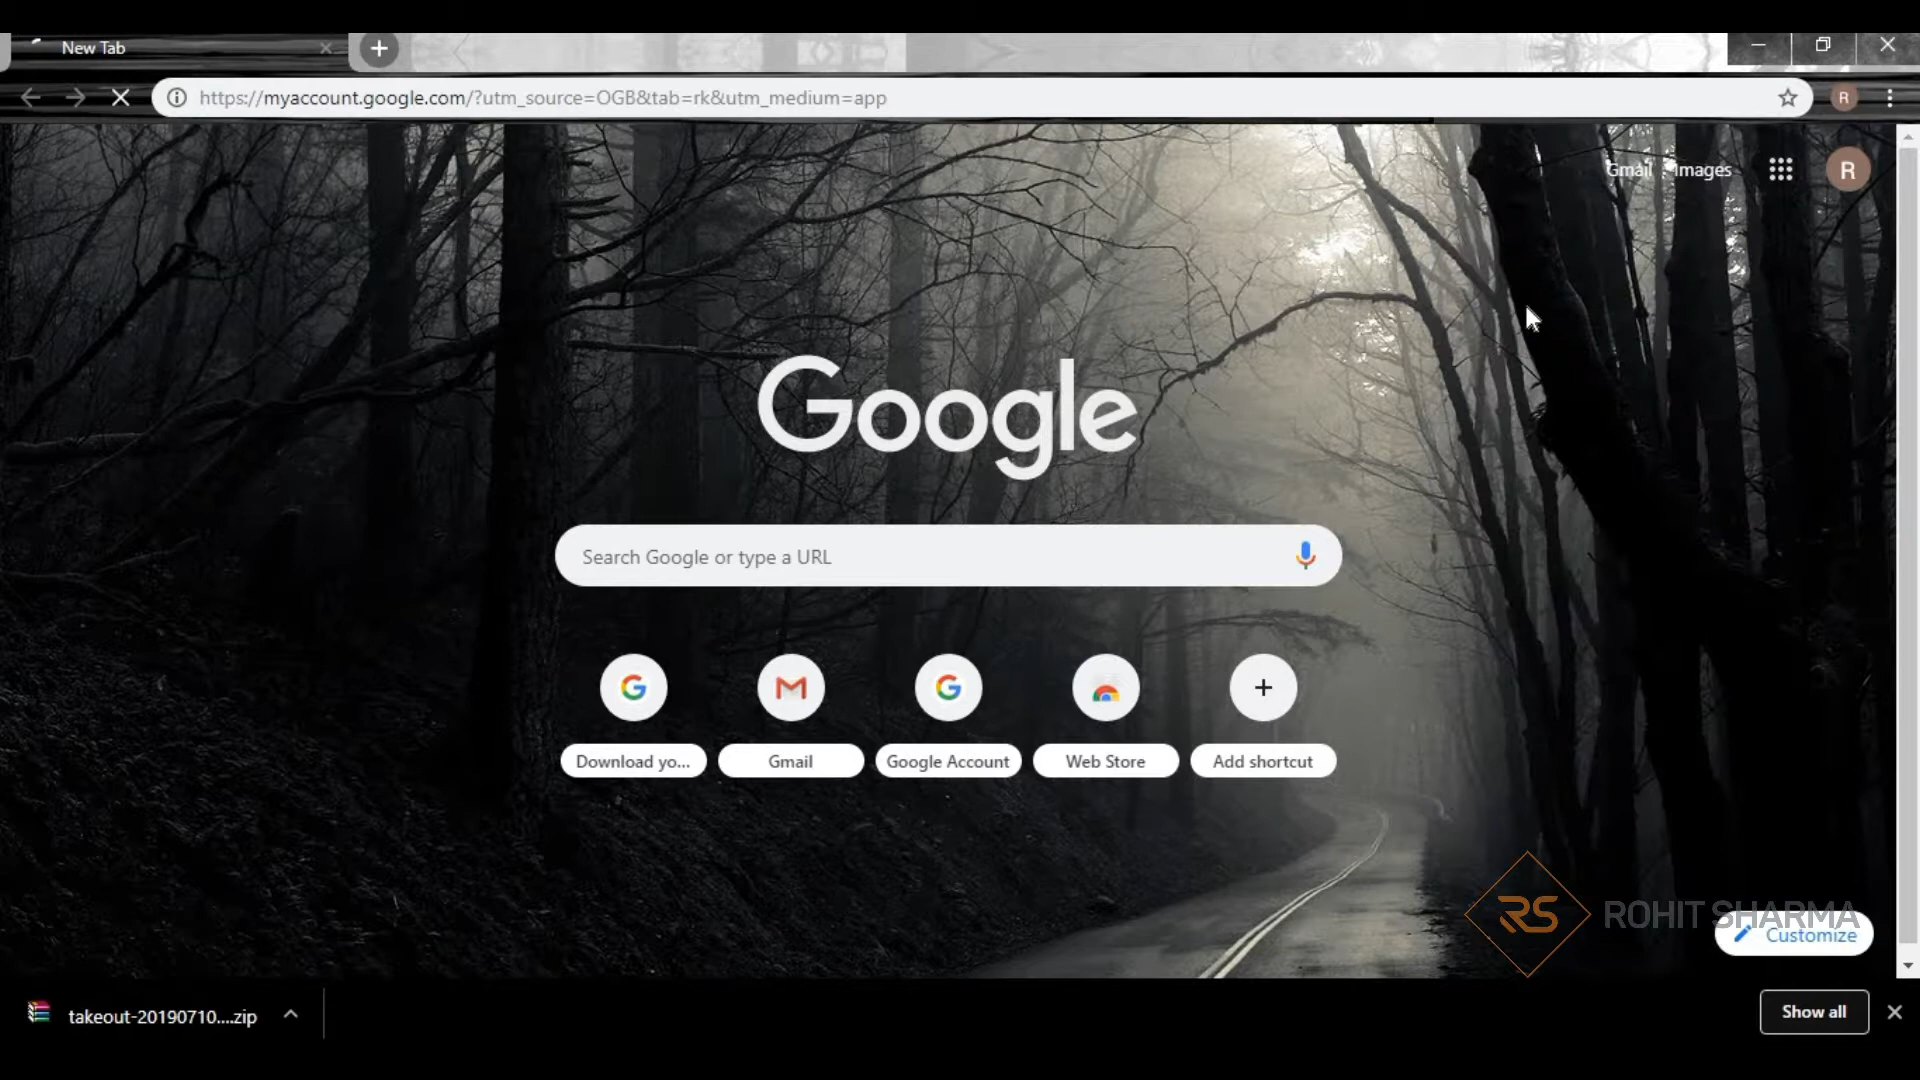 New Tab
https://myaccount.google.com/?utm_source=OGB&tab=rk&utm_medium=app
R
Gmail Images
R
Google
Search Google or type a URL
Download yo... Gmail Google Account Web Store Add shortcut
RS ROHIT SHARMA
Customize
takeout-20190710....zip
Show all